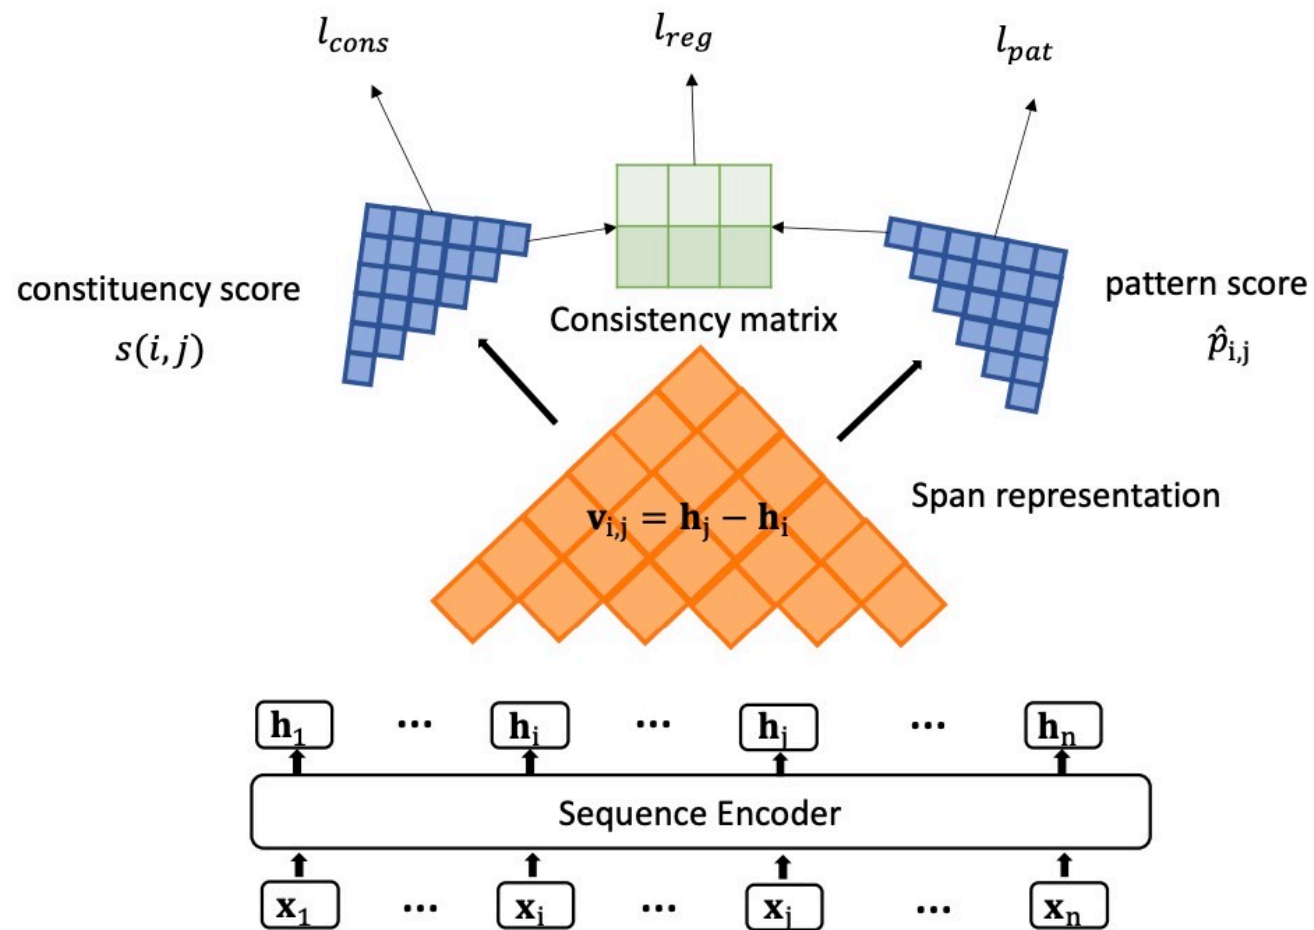 l_cons l_reg l_pat
constituency score
s(i, j)
Consistency matrix
pattern score
p̂_i,j
Span representation
v_i,j = h_j − h_i
h_1 ... h_i ... h_j ... h_n
Sequence Encoder
x_1 ... x_i ... x_j ... x_n